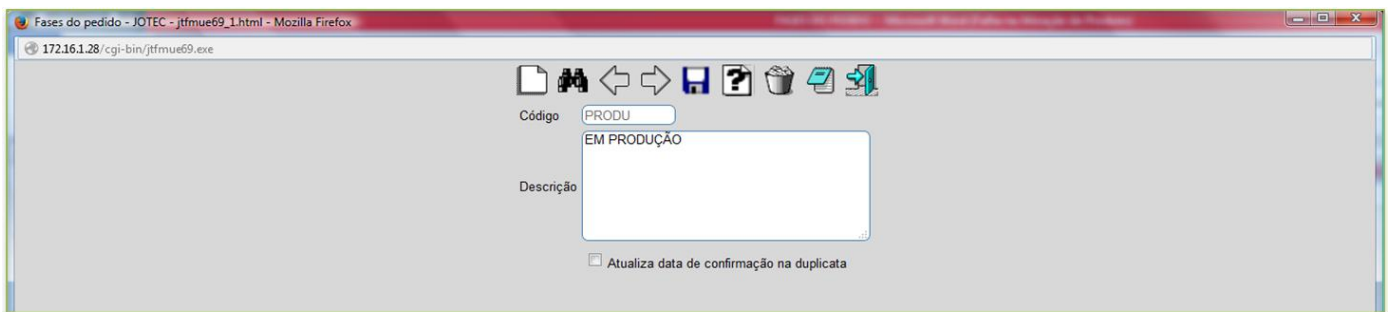 Fases do pedido - JOTEC - jtfmue69_1.html - Mozilla Firefox
172.16.1.28/cgi-bin/jtfmue69.exe
Código PRODU
EM PRODUÇÃO
Descrição
Atualiza data de confirmação na duplicata